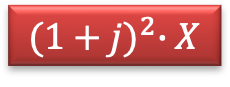 (1 + j)²· X